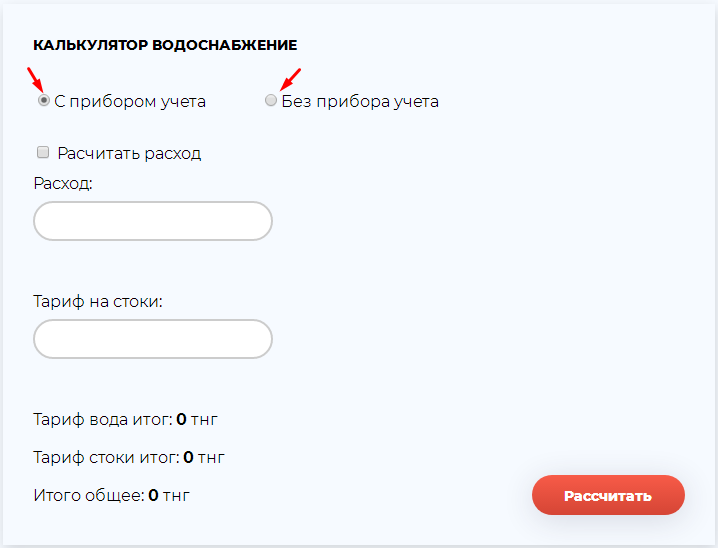 КАЛЬКУЛЯТОР ВОДОСНАБЖЕНИЕ
С прибором учета Без прибора учета
Расчитать расход
Расход:
Тариф на стоки:
Тариф вода итог: 0 тнг
Тариф стоки итог: 0 тнг
Итого общее: 0 тнг
Рассчитать